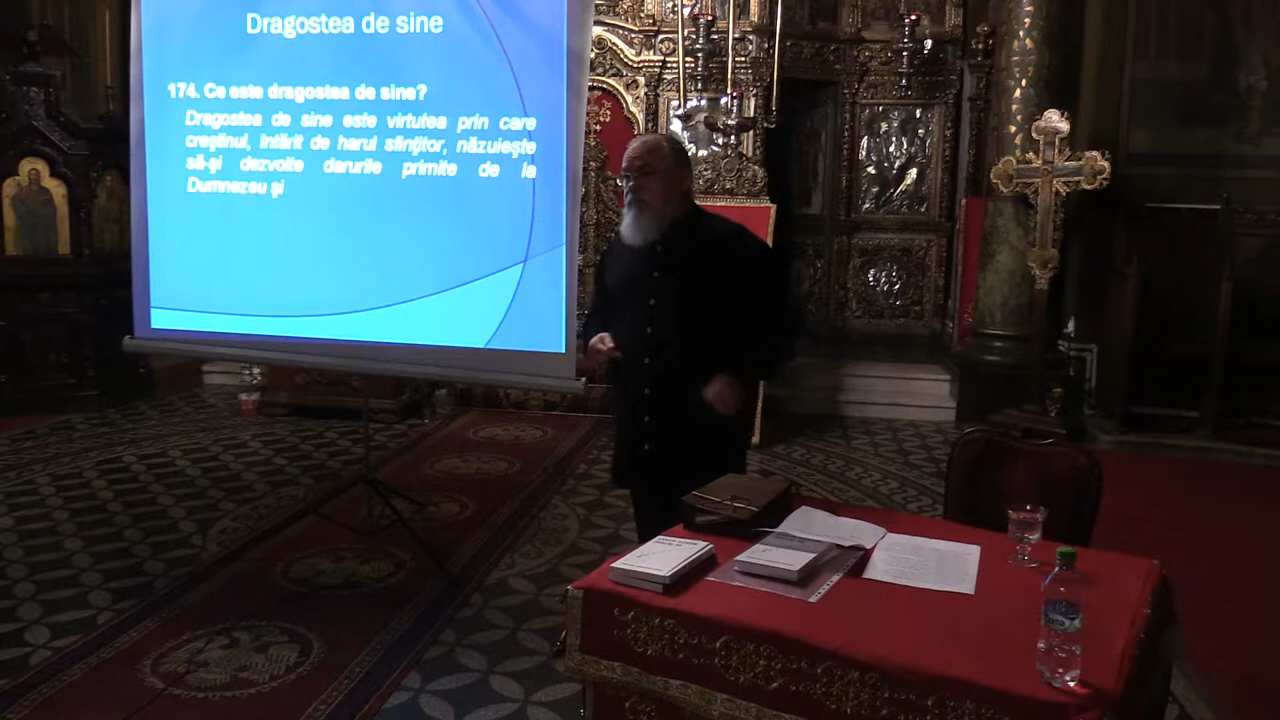 Dragostea de sine
174. Ce este dragostea de sine?
Dragostea de sine este virtutea prin care
creştinul, întărit de harul sfinţitor, năzuieşte
să-şi dezvolte darurile primite de la
Dumnezeu şi